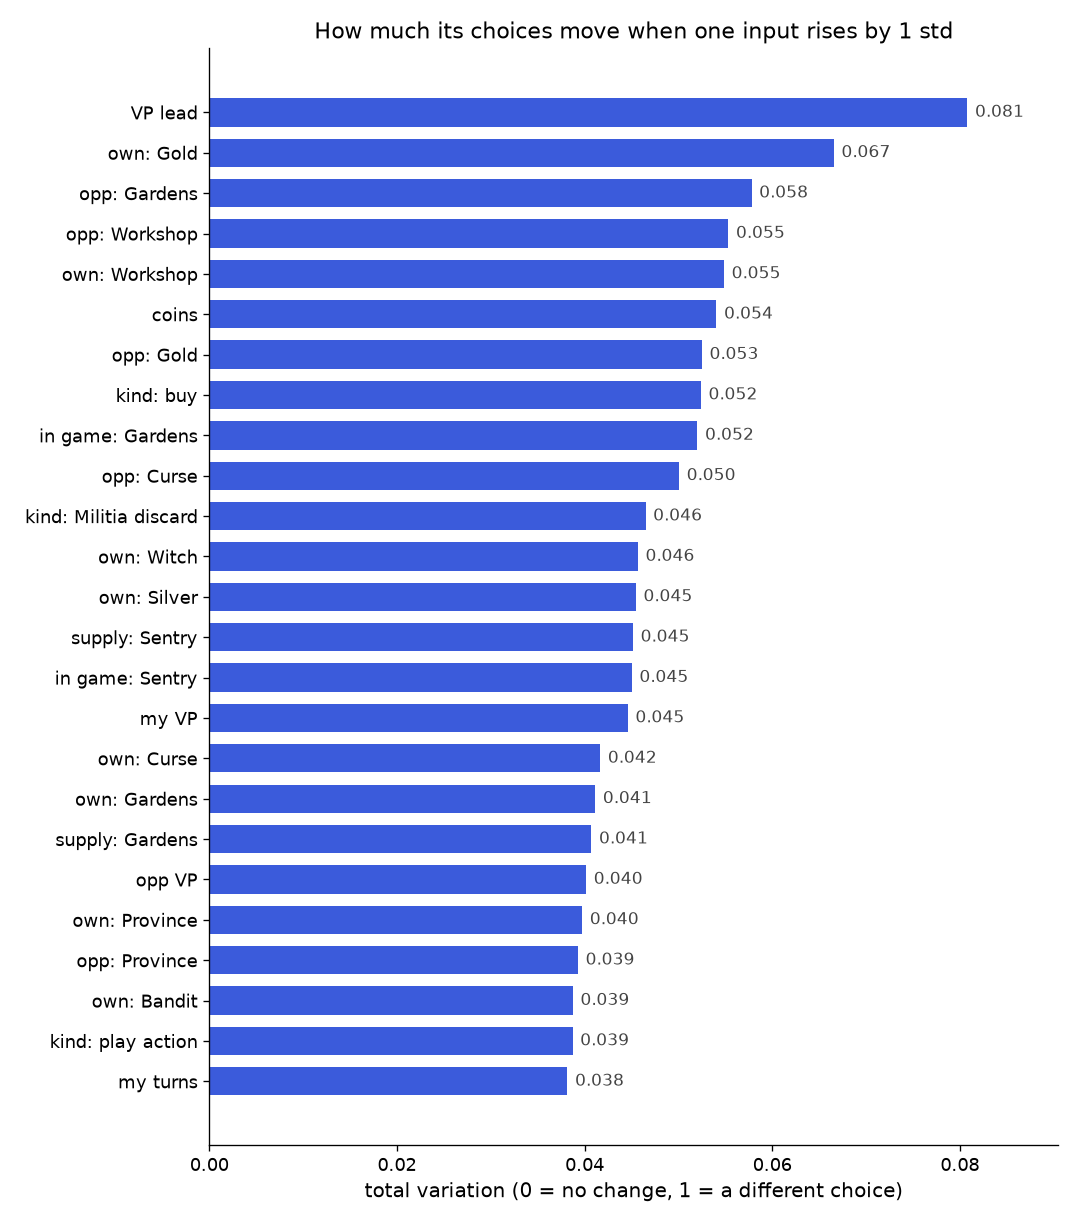 How much its choices move when one input rises by 1 std
VP lead 0.081
own: Gold 0.067
opp: Gardens 0.058
opp: Workshop 0.055
own: Workshop 0.055
coins 0.054
opp: Gold 0.053
kind: buy 0.052
in game: Gardens 0.052
opp: Curse 0.050
kind: Militia discard 0.046
own: Witch 0.046
own: Silver 0.045
supply: Sentry 0.045
in game: Sentry 0.045
my VP 0.045
own: Curse 0.042
own: Gardens 0.041
supply: Gardens 0.041
opp VP 0.040
own: Province 0.040
opp: Province 0.039
own: Bandit 0.039
kind: play action 0.039
my turns 0.038
0.00 0.02 0.04 0.06 0.08
total variation (0 = no change, 1 = a different choice)